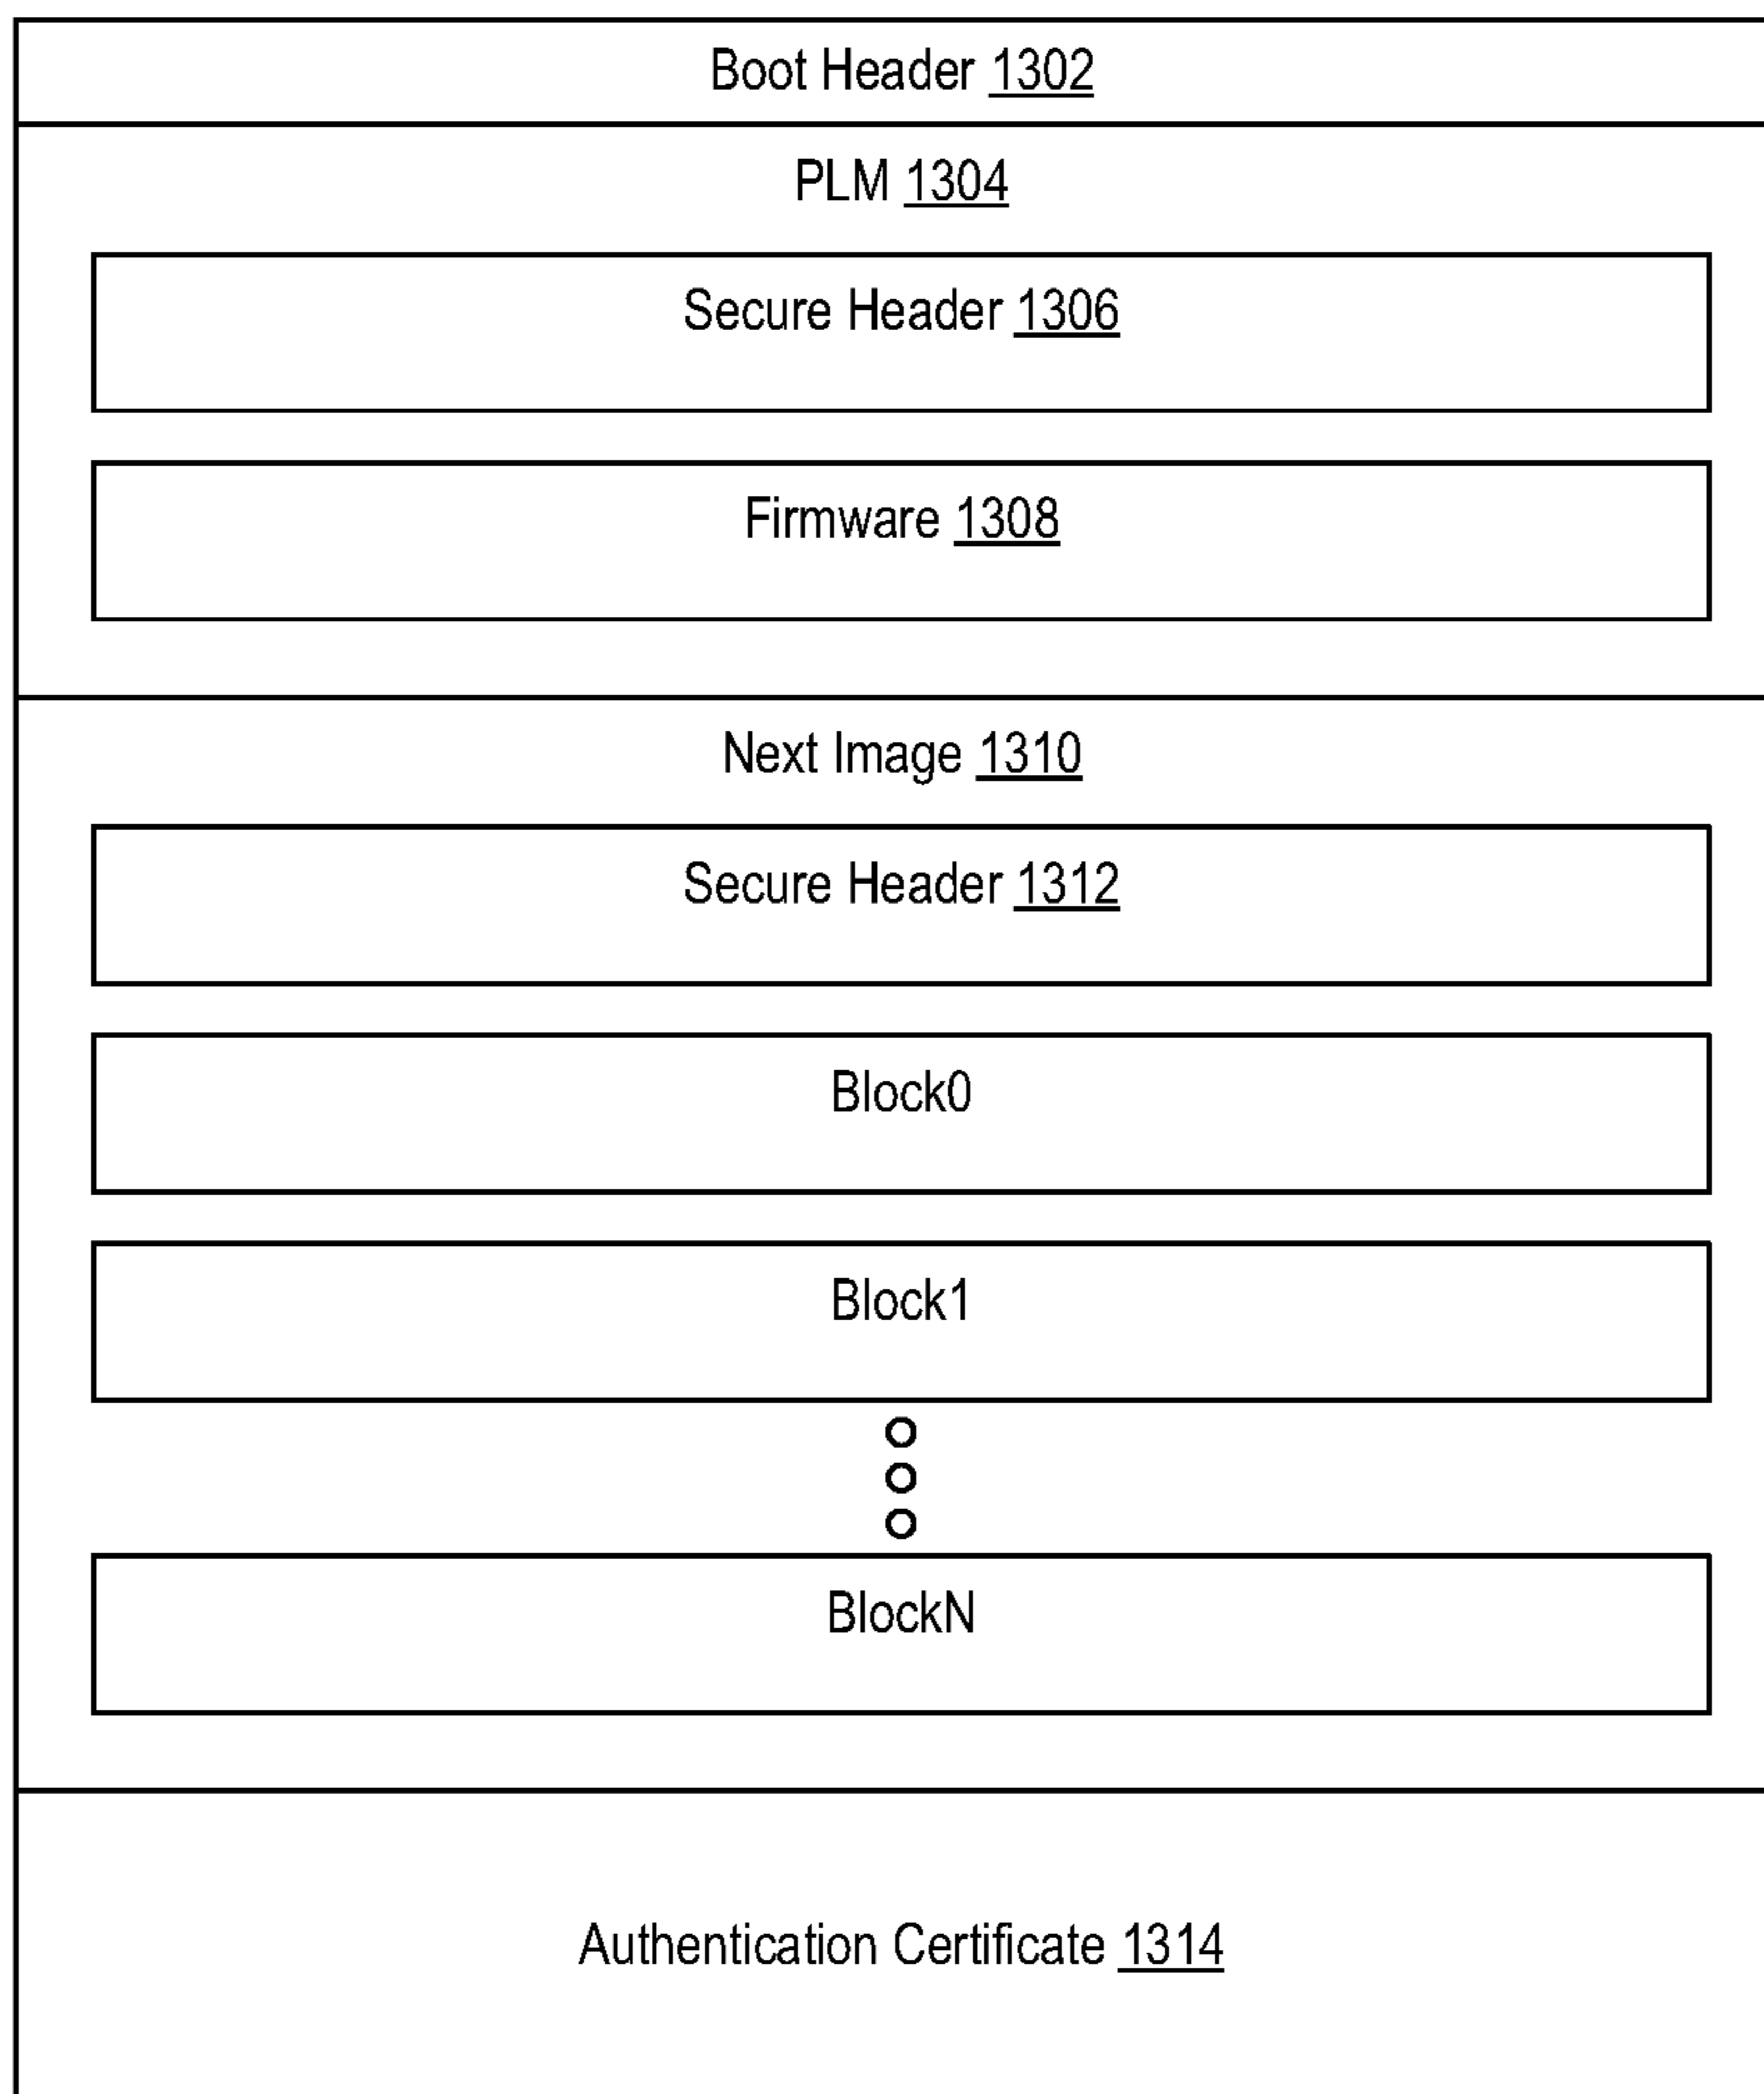 Boot Header 1302
PLM 1304
Secure Header 1306
Firmware 1308
Next Image 1310
Secure Header 1312
Block0
Block1
BlockN
Authentication Certificate 1314